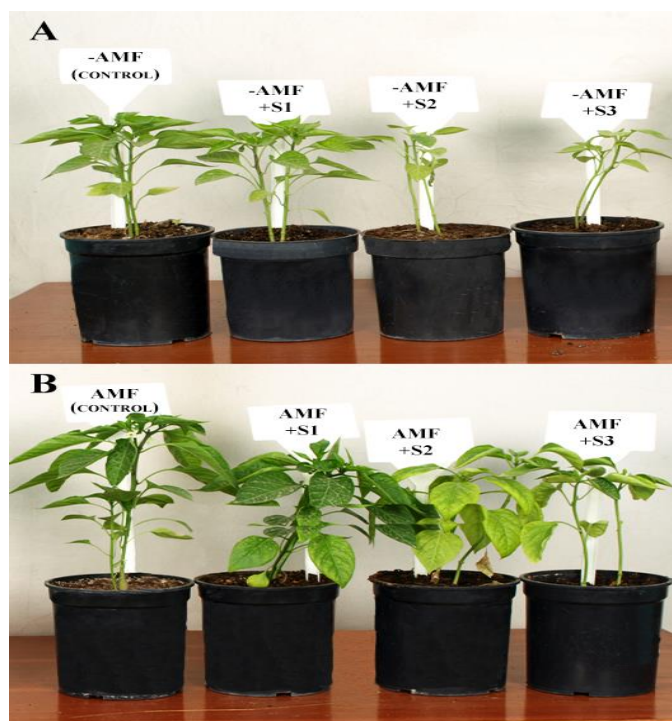 A
-AMF
(CONTROL)
-AMF
+S1
-AMF
+S2
-AMF
+S3
B
AMF
(CONTROL)
AMF
+S1
AMF
+S2
AMF
+S3